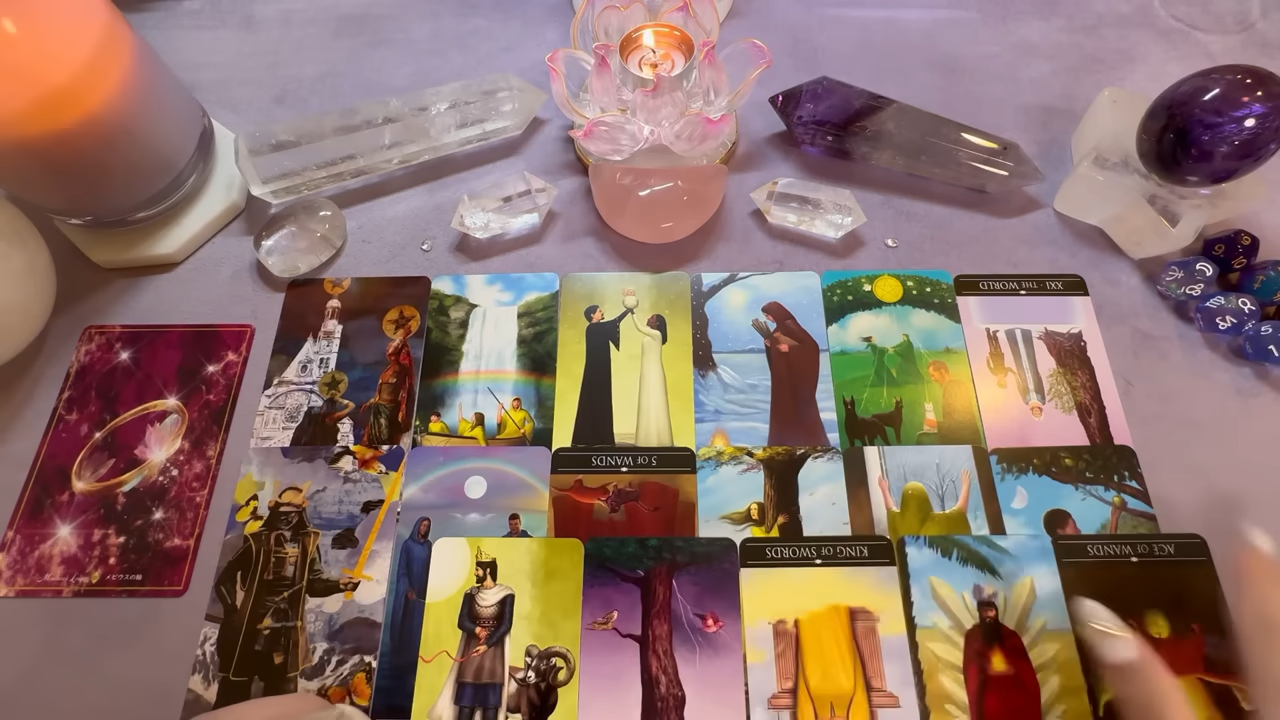 XXI · THE WORLD
5 OF WANDS
KING OF SWORDS
ACE OF WANDS
メビウスの輪